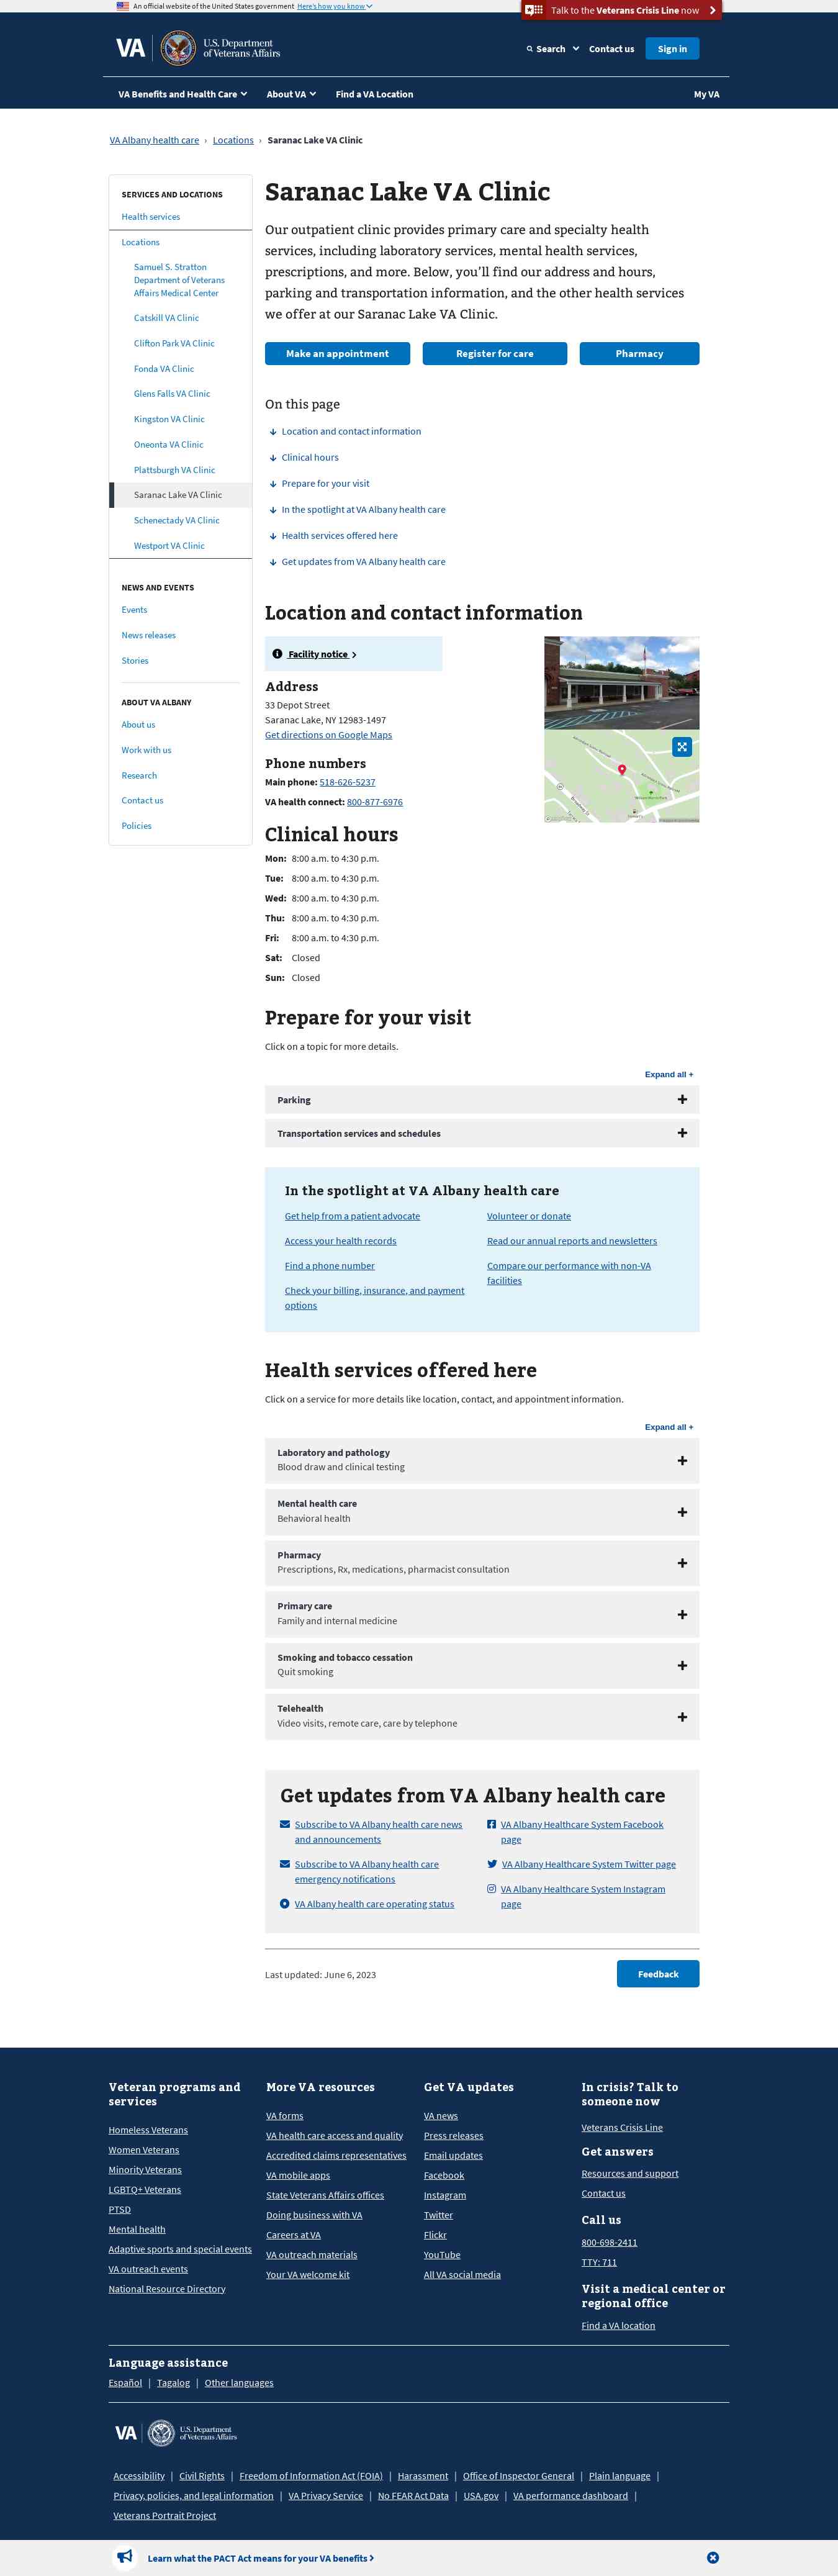 An official website of the United States government Here's how you know
Talk to the Veterans Crisis Line now
VA
U.S. Department
of Veterans Affairs
Search Contact us Sign in
VA Benefits and Health Care About VA Find a VA Location My VA
VA Albany health care › Locations › Saranac Lake VA Clinic
SERVICES AND LOCATIONS
Health services
Locations
Samuel S. Stratton
Department of Veterans
Affairs Medical Center
Catskill VA Clinic
Clifton Park VA Clinic
Fonda VA Clinic
Glens Falls VA Clinic
Kingston VA Clinic
Oneonta VA Clinic
Plattsburgh VA Clinic
Saranac Lake VA Clinic
Schenectady VA Clinic
Westport VA Clinic
NEWS AND EVENTS
Events
News releases
Stories
ABOUT VA ALBANY
About us
Work with us
Research
Contact us
Policies
Saranac Lake VA Clinic
Our outpatient clinic provides primary care and specialty health
services, including laboratory services, mental health services,
prescriptions, and more. Below, you'll find our address and hours,
parking and transportation information, and the other health services
we offer at our Saranac Lake VA Clinic.
Make an appointment Register for care Pharmacy
On this page
Location and contact information
Clinical hours
Prepare for your visit
In the spotlight at VA Albany health care
Health services offered here
Get updates from VA Albany health care
Location and contact information
Facility notice
Address
33 Depot Street
Saranac Lake, NY 12983-1497
Get directions on Google Maps
Phone numbers
Main phone: 518-626-5237
VA health connect: 800-877-6976
Clinical hours
Mon: 8:00 a.m. to 4:30 p.m.
Tue: 8:00 a.m. to 4:30 p.m.
Wed: 8:00 a.m. to 4:30 p.m.
Thu: 8:00 a.m. to 4:30 p.m.
Fri: 8:00 a.m. to 4:30 p.m.
Sat: Closed
Sun: Closed
Prepare for your visit
Click on a topic for more details.
Expand all +
Parking
Transportation services and schedules
In the spotlight at VA Albany health care
Get help from a patient advocate
Access your health records
Find a phone number
Check your billing, insurance, and payment
options
Volunteer or donate
Read our annual reports and newsletters
Compare our performance with non-VA
facilities
Health services offered here
Click on a service for more details like location, contact, and appointment information.
Expand all +
Laboratory and pathology
Blood draw and clinical testing
Mental health care
Behavioral health
Pharmacy
Prescriptions, Rx, medications, pharmacist consultation
Primary care
Family and internal medicine
Smoking and tobacco cessation
Quit smoking
Telehealth
Video visits, remote care, care by telephone
Get updates from VA Albany health care
Subscribe to VA Albany health care news
and announcements
Subscribe to VA Albany health care
emergency notifications
VA Albany health care operating status
VA Albany Healthcare System Facebook
page
VA Albany Healthcare System Twitter page
VA Albany Healthcare System Instagram
page
Last updated: June 6, 2023
Feedback
Veteran programs and
services
Homeless Veterans
Women Veterans
Minority Veterans
LGBTQ+ Veterans
PTSD
Mental health
Adaptive sports and special events
VA outreach events
National Resource Directory
More VA resources
VA forms
VA health care access and quality
Accredited claims representatives
VA mobile apps
State Veterans Affairs offices
Doing business with VA
Careers at VA
VA outreach materials
Your VA welcome kit
Get VA updates
VA news
Press releases
Email updates
Facebook
Instagram
Twitter
Flickr
YouTube
All VA social media
In crisis? Talk to
someone now
Veterans Crisis Line
Get answers
Resources and support
Contact us
Call us
800-698-2411
TTY: 711
Visit a medical center or
regional office
Find a VA location
Language assistance
Español | Tagalog | Other languages
VA
U.S. Department
of Veterans Affairs
Accessibility | Civil Rights | Freedom of Information Act (FOIA) | Harassment | Office of Inspector General | Plain language |
Privacy, policies, and legal information | VA Privacy Service | No FEAR Act Data | USA.gov | VA performance dashboard |
Veterans Portrait Project
Learn what the PACT Act means for your VA benefits